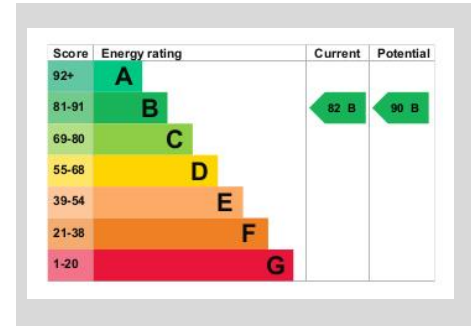 Score Energy rating Current Potential
92+ A
81-91 B 82 B 90 B
69-80 C
55-68 D
39-54 E
21-38 F
1-20 G